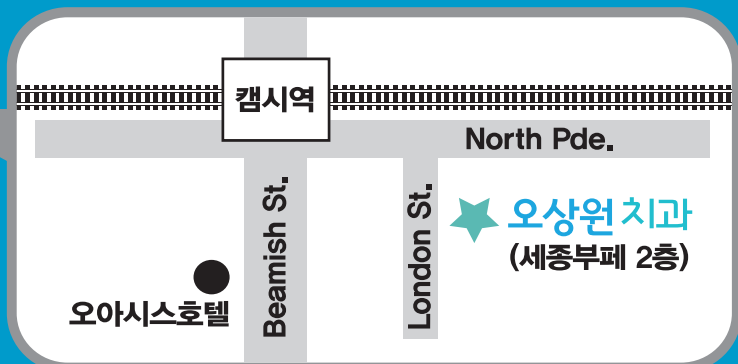 캠시역
North Pde.
Beamish St.
London St.
오상원 치과
(세종부페 2층)
오아시스호텔